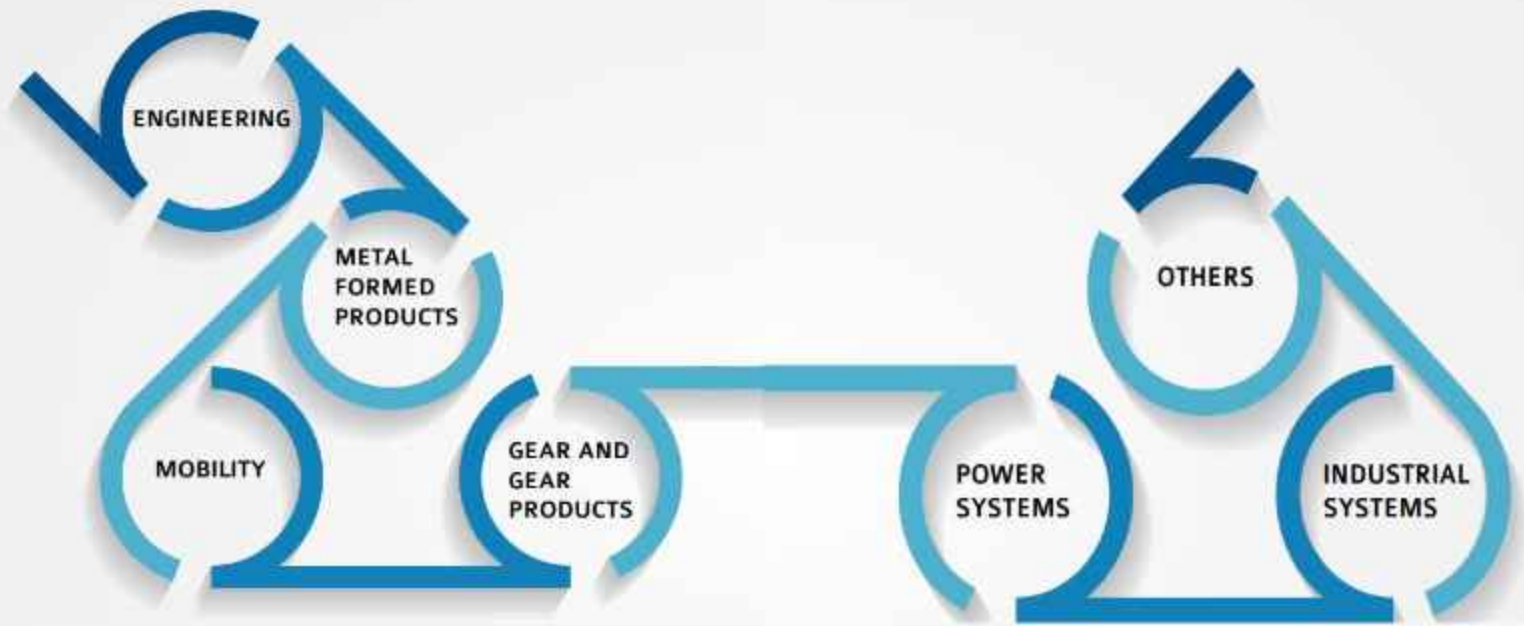 ENGINEERING
METAL
FORMED
PRODUCTS
MOBILITY
GEAR AND
GEAR
PRODUCTS
POWER
SYSTEMS
OTHERS
INDUSTRIAL
SYSTEMS